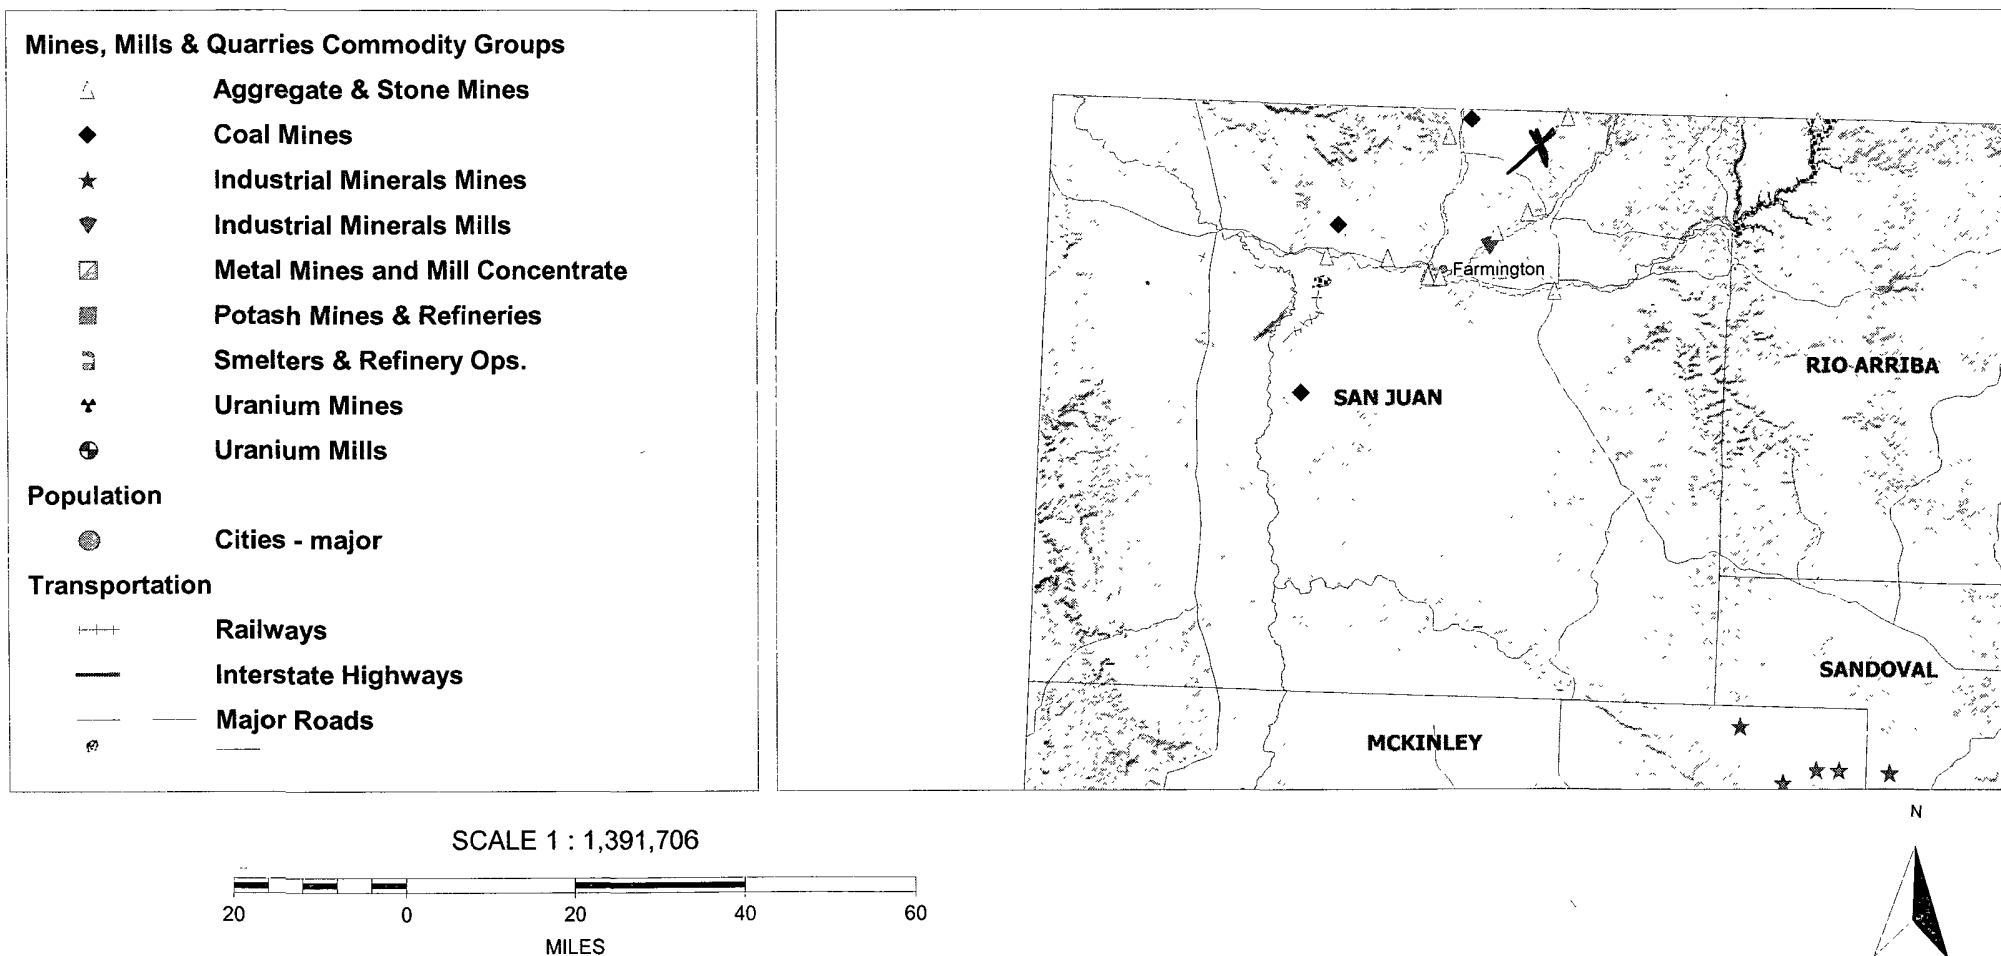 Mines, Mills & Quarries Commodity Groups
Aggregate & Stone Mines
Coal Mines
Industrial Minerals Mines
Industrial Minerals Mills
Metal Mines and Mill Concentrate
Potash Mines & Refineries
Smelters & Refinery Ops.
Uranium Mines
Uranium Mills
Population
Cities - major
Transportation
Railways
Interstate Highways
Major Roads
Farmington
RIO ARRIBA
SAN JUAN
SANDOVAL
MCKINLEY
SCALE 1 : 1,391,706
20 0 20 40 60
MILES
N